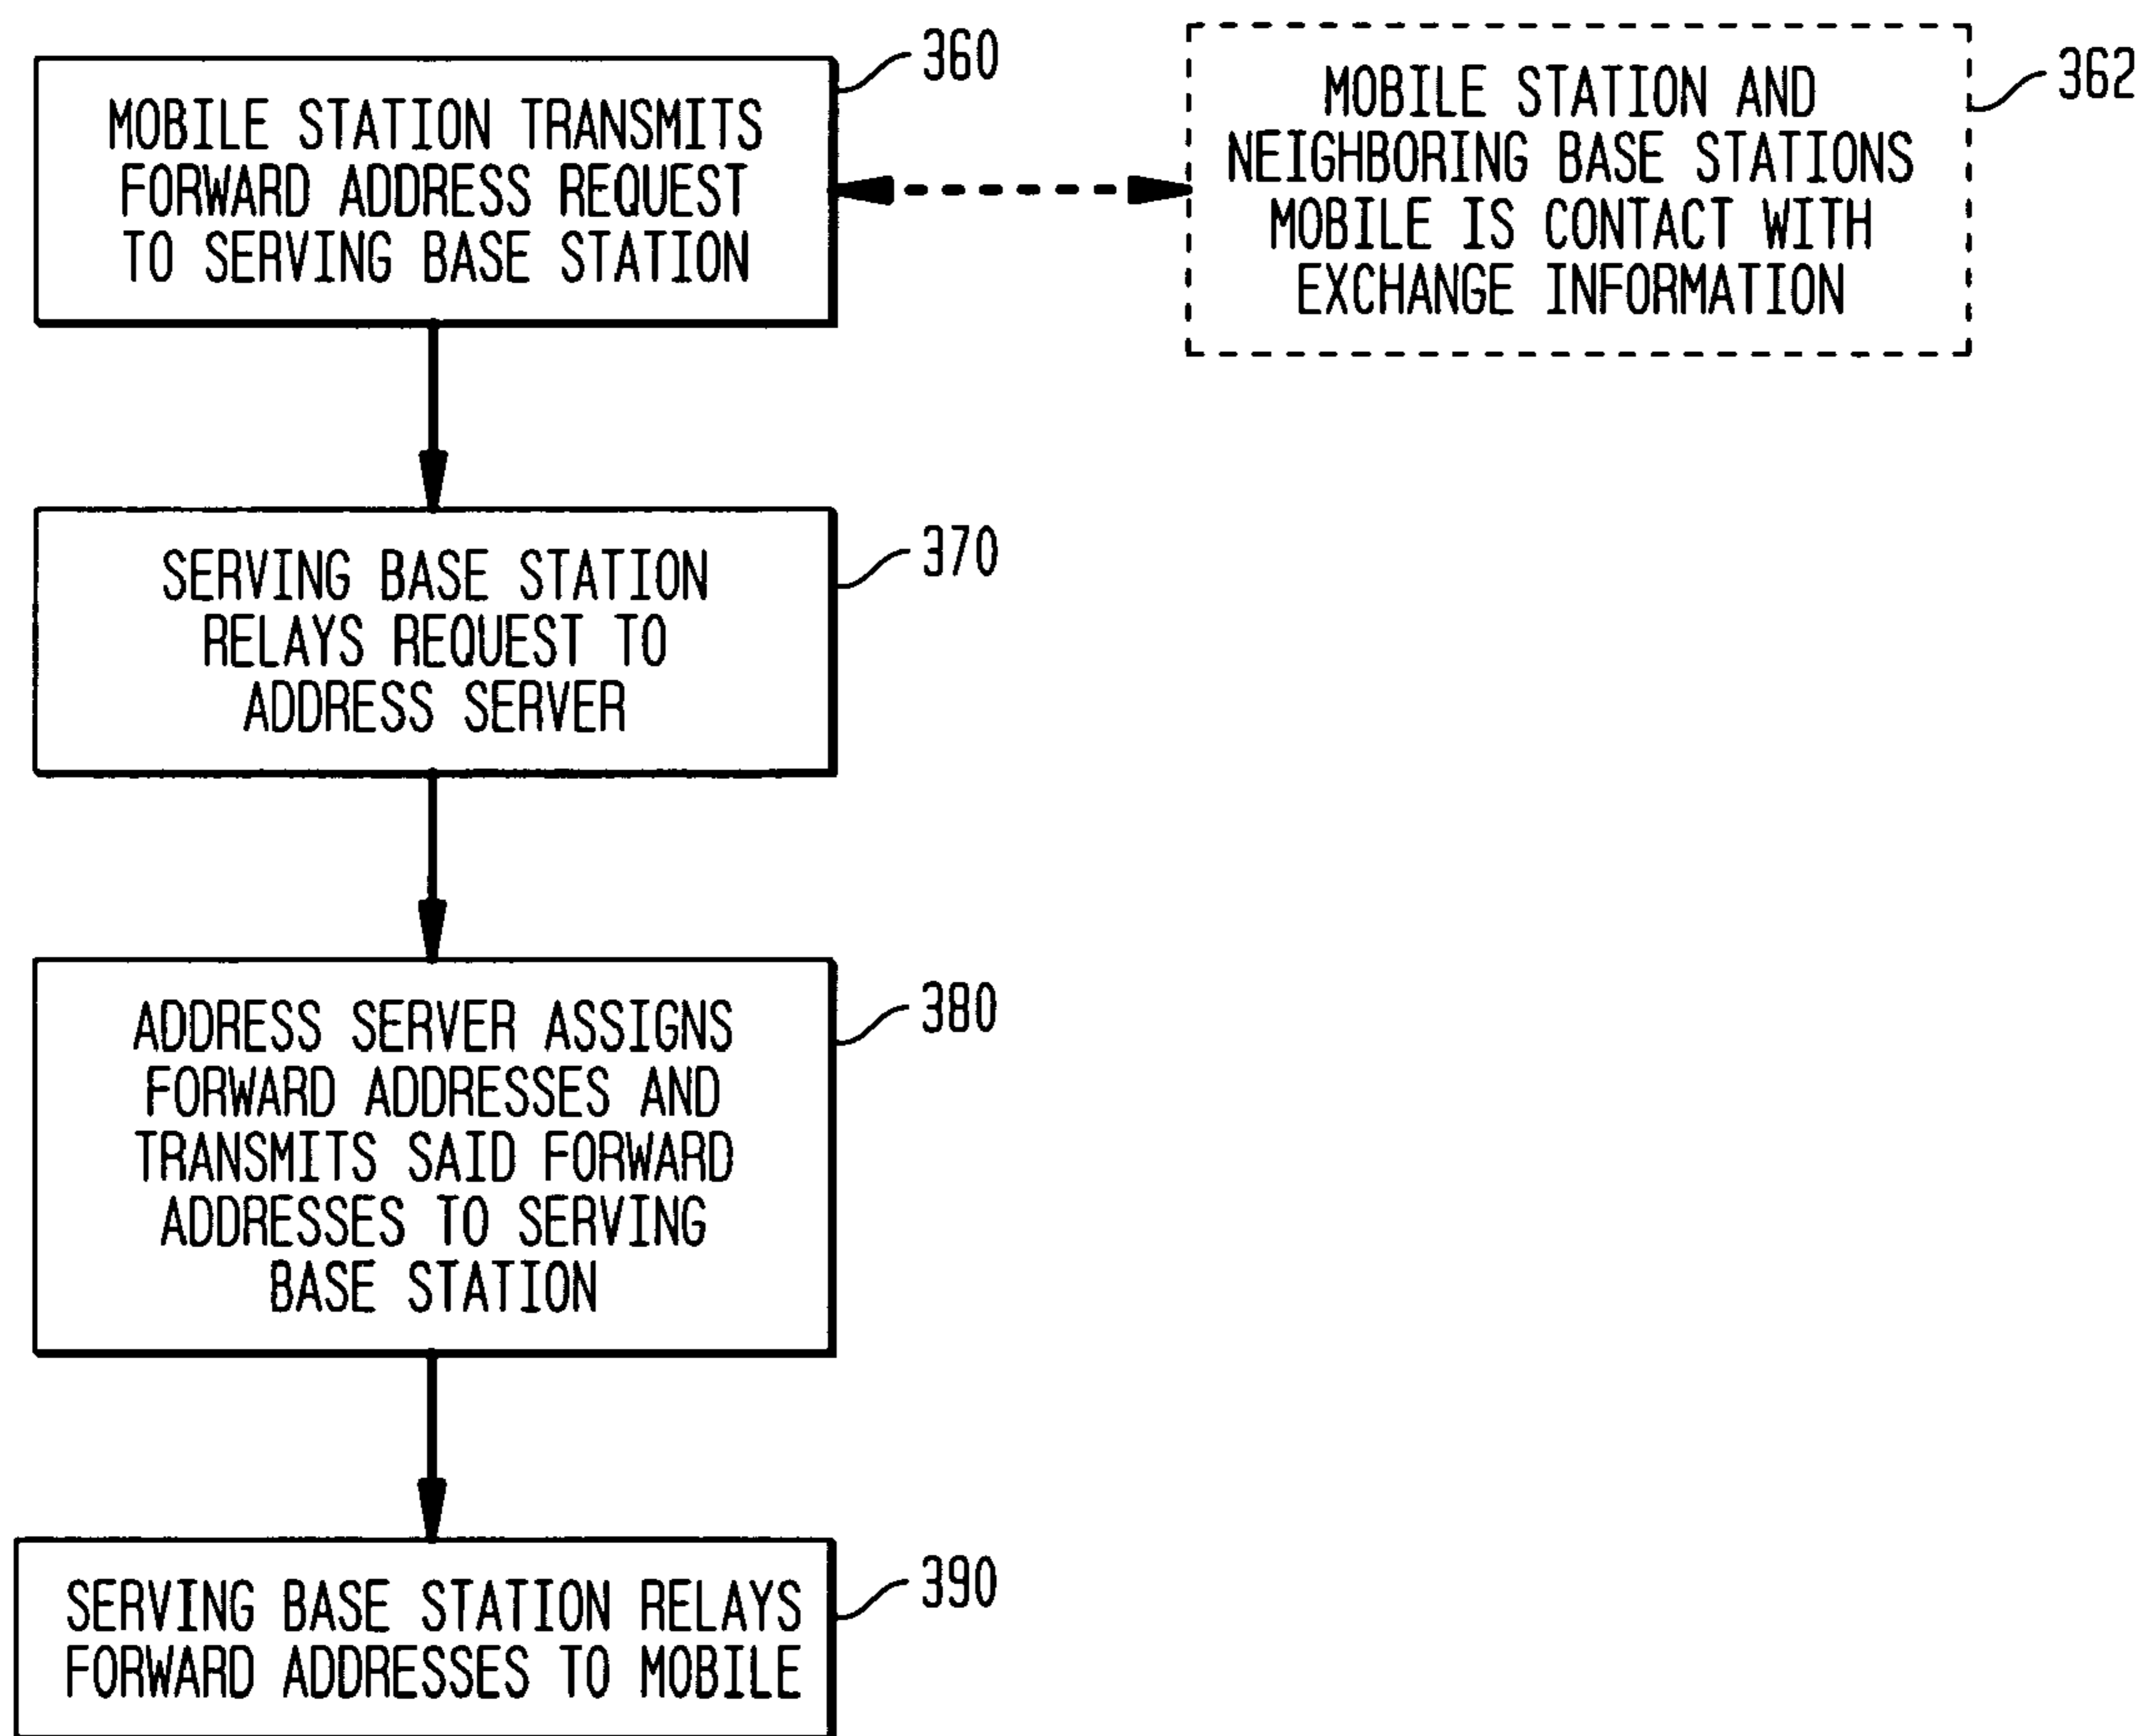 MOBILE STATION TRANSMITS
FORWARD ADDRESS REQUEST
TO SERVING BASE STATION
360
MOBILE STATION AND
NEIGHBORING BASE STATIONS
MOBILE IS CONTACT WITH
EXCHANGE INFORMATION
362
SERVING BASE STATION
RELAYS REQUEST TO
ADDRESS SERVER
370
ADDRESS SERVER ASSIGNS
FORWARD ADDRESSES AND
TRANSMITS SAID FORWARD
ADDRESSES TO SERVING
BASE STATION
380
SERVING BASE STATION RELAYS
FORWARD ADDRESSES TO MOBILE
390